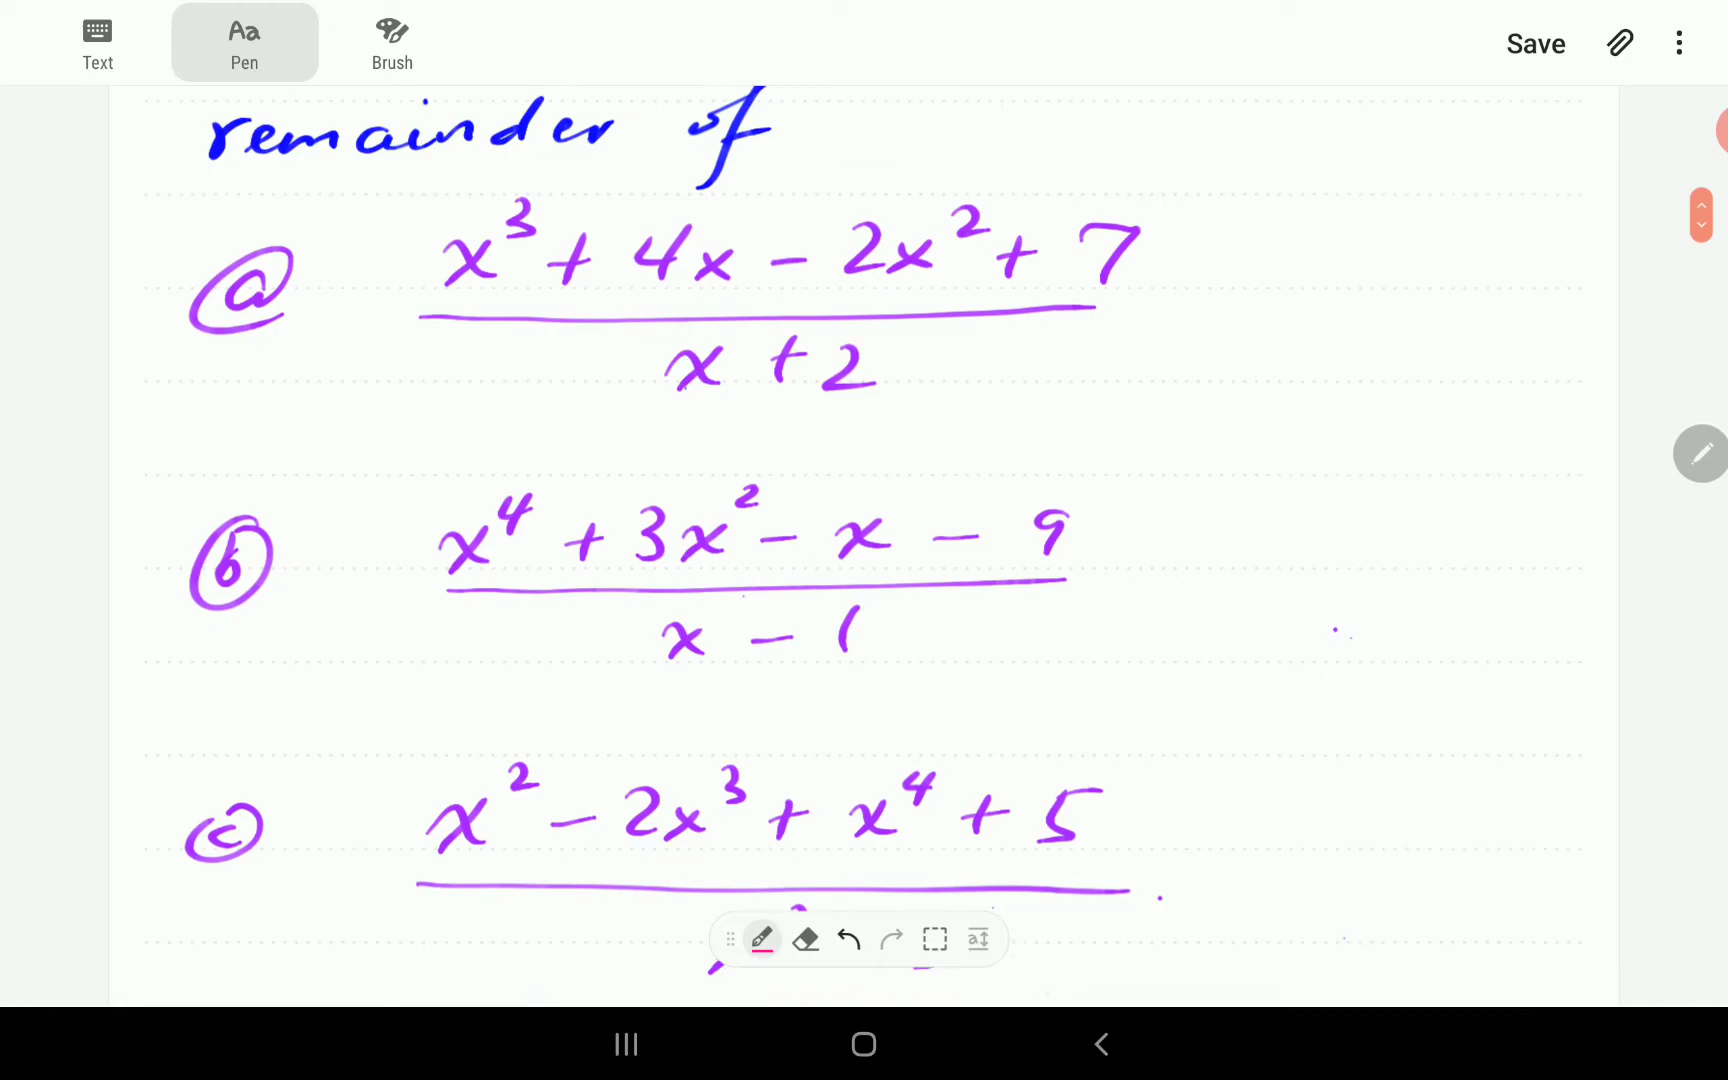 Text Pen Brush Save
remainder of
ⓐ x³ + 4x - 2x² + 7
x + 2
ⓑ x⁴ + 3x² - x - 9
x - 1
ⓒ x² - 2x³ + x⁴ + 5